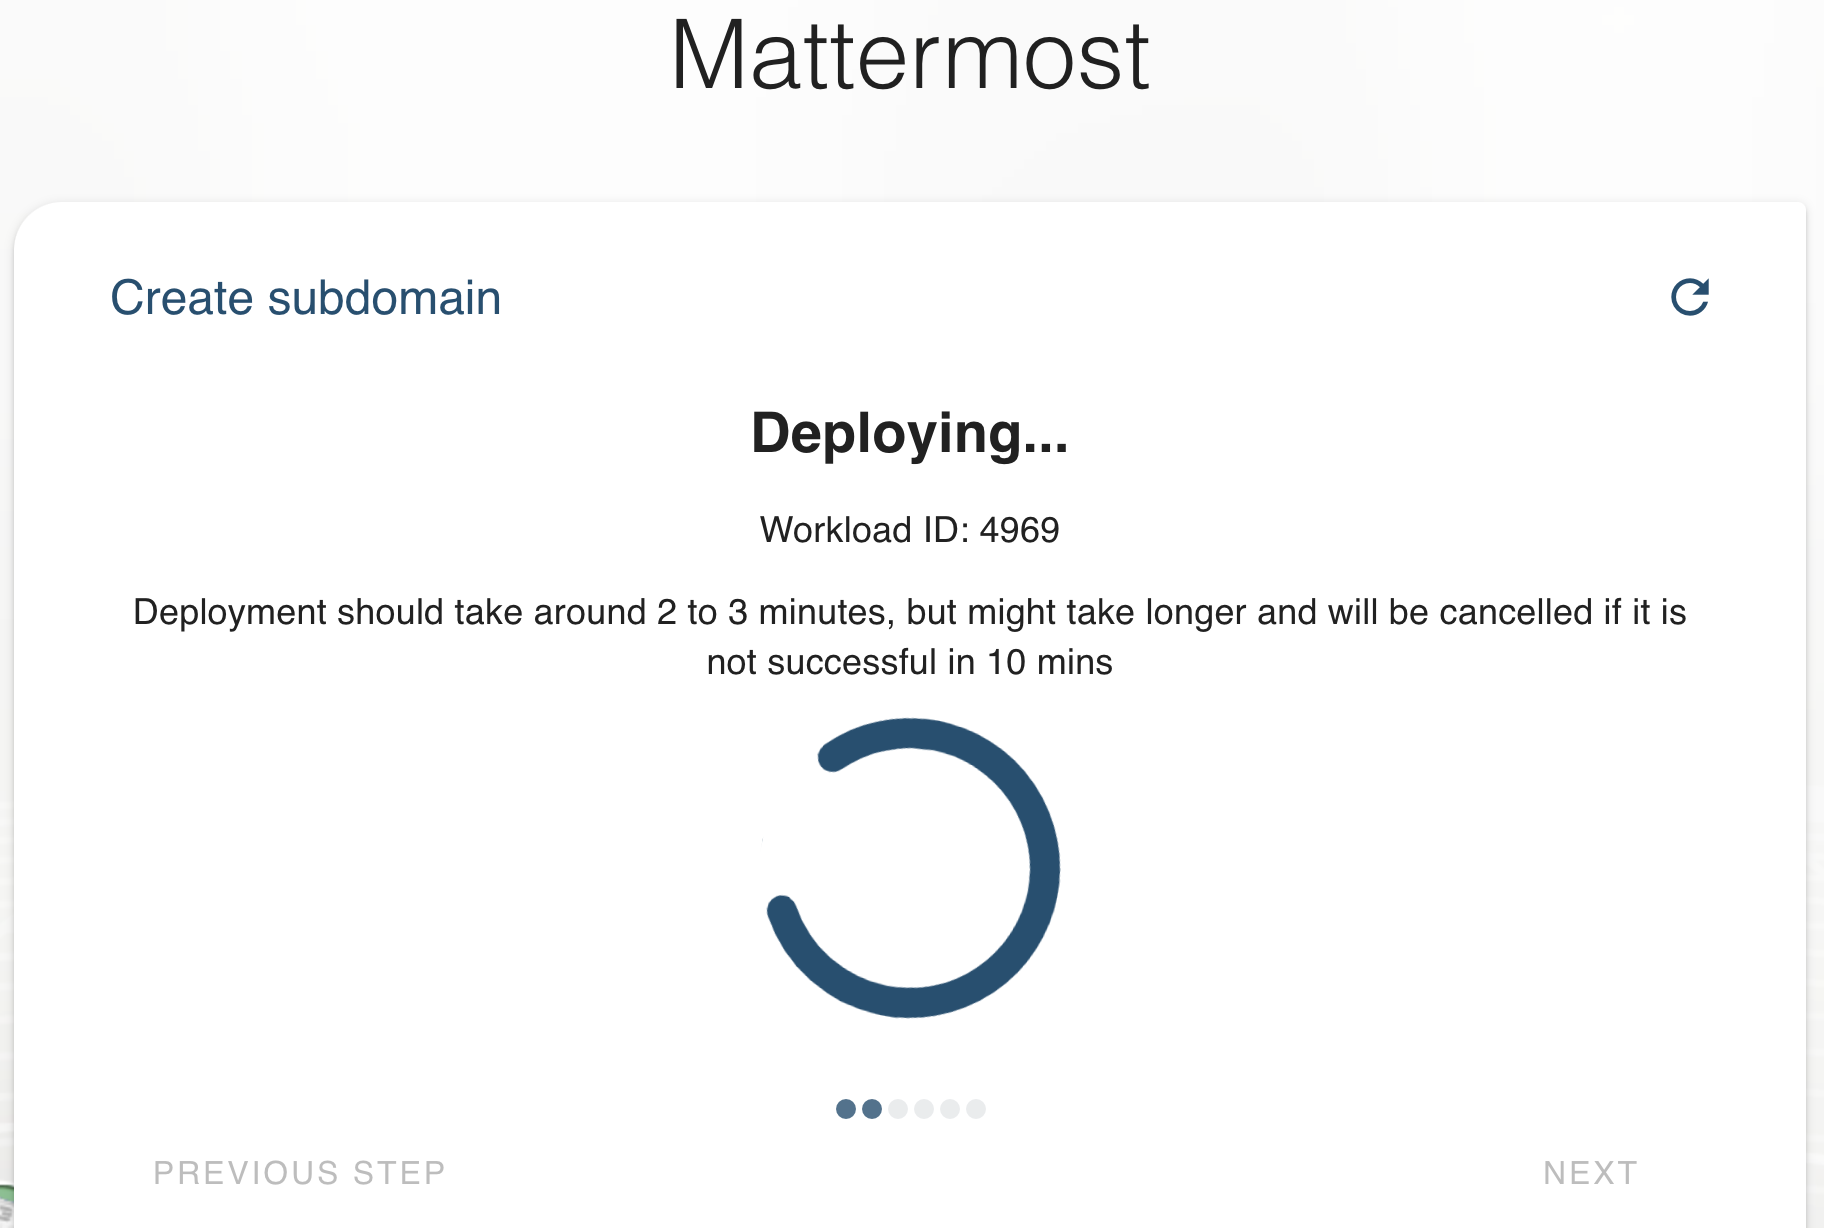 Mattermost
Create subdomain
Deploying...
Workload ID: 4969
Deployment should take around 2 to 3 minutes, but might take longer and will be cancelled if it is
not successful in 10 mins
PREVIOUS STEP
NEXT